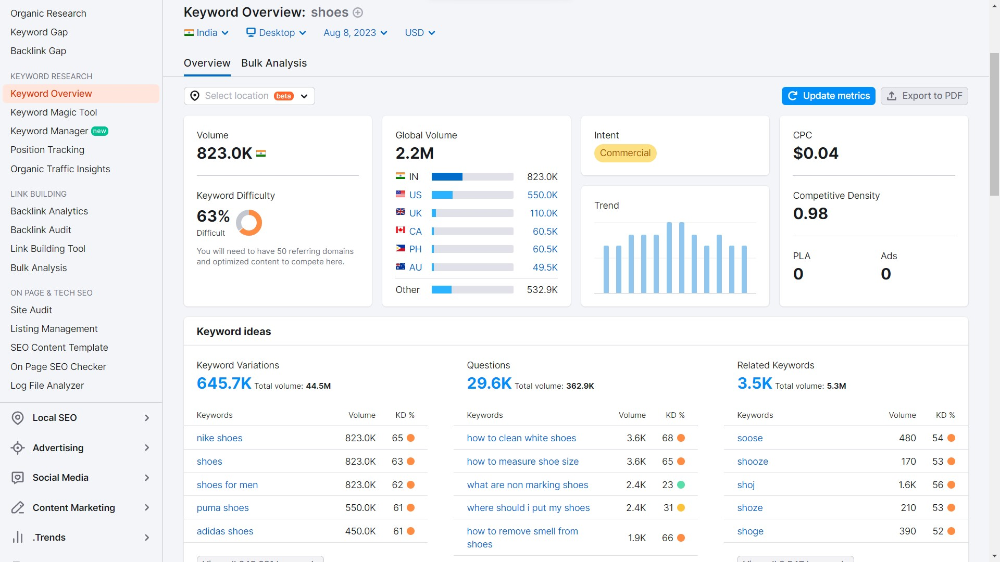 Organic Research
Keyword Gap
Backlink Gap
KEYWORD RESEARCH
Keyword Overview
Keyword Magic Tool
Keyword Manager new
Position Tracking
Organic Traffic Insights
LINK BUILDING
Backlink Analytics
Backlink Audit
Link Building Tool
Bulk Analysis
ON PAGE & TECH SEO
Site Audit
Listing Management
SEO Content Template
On Page SEO Checker
Log File Analyzer
Local SEO
Advertising
Social Media
Content Marketing
.Trends
Keyword Overview: shoes
India Desktop Aug 8, 2023 USD
Overview Bulk Analysis
Select location beta
Update metrics Export to PDF
Volume
823.0K
Keyword Difficulty
63%
Difficult
You will need to have 50 referring domains
and optimized content to compete here.
Global Volume
2.2M
IN 823.0K
US 550.0K
UK 110.0K
CA 60.5K
PH 60.5K
AU 49.5K
Other 532.9K
Intent
Commercial
Trend
CPC
$0.04
Competitive Density
0.98
PLA Ads
0 0
Keyword ideas
Keyword Variations
645.7K Total volume: 44.5M
Keywords Volume KD %
nike shoes 823.0K 65
shoes 823.0K 63
shoes for men 823.0K 62
puma shoes 550.0K 61
adidas shoes 450.0K 61
Questions
29.6K Total volume: 362.9K
Keywords Volume KD %
how to clean white shoes 3.6K 68
how to measure shoe size 3.6K 65
what are non marking shoes 2.4K 23
where should i put my shoes 2.4K 31
how to remove smell from
shoes 1.9K 66
Related Keywords
3.5K Total volume: 5.3M
Keywords Volume KD %
soose 480 54
shooze 170 53
shoj 1.6K 56
shoze 210 53
shoge 390 52